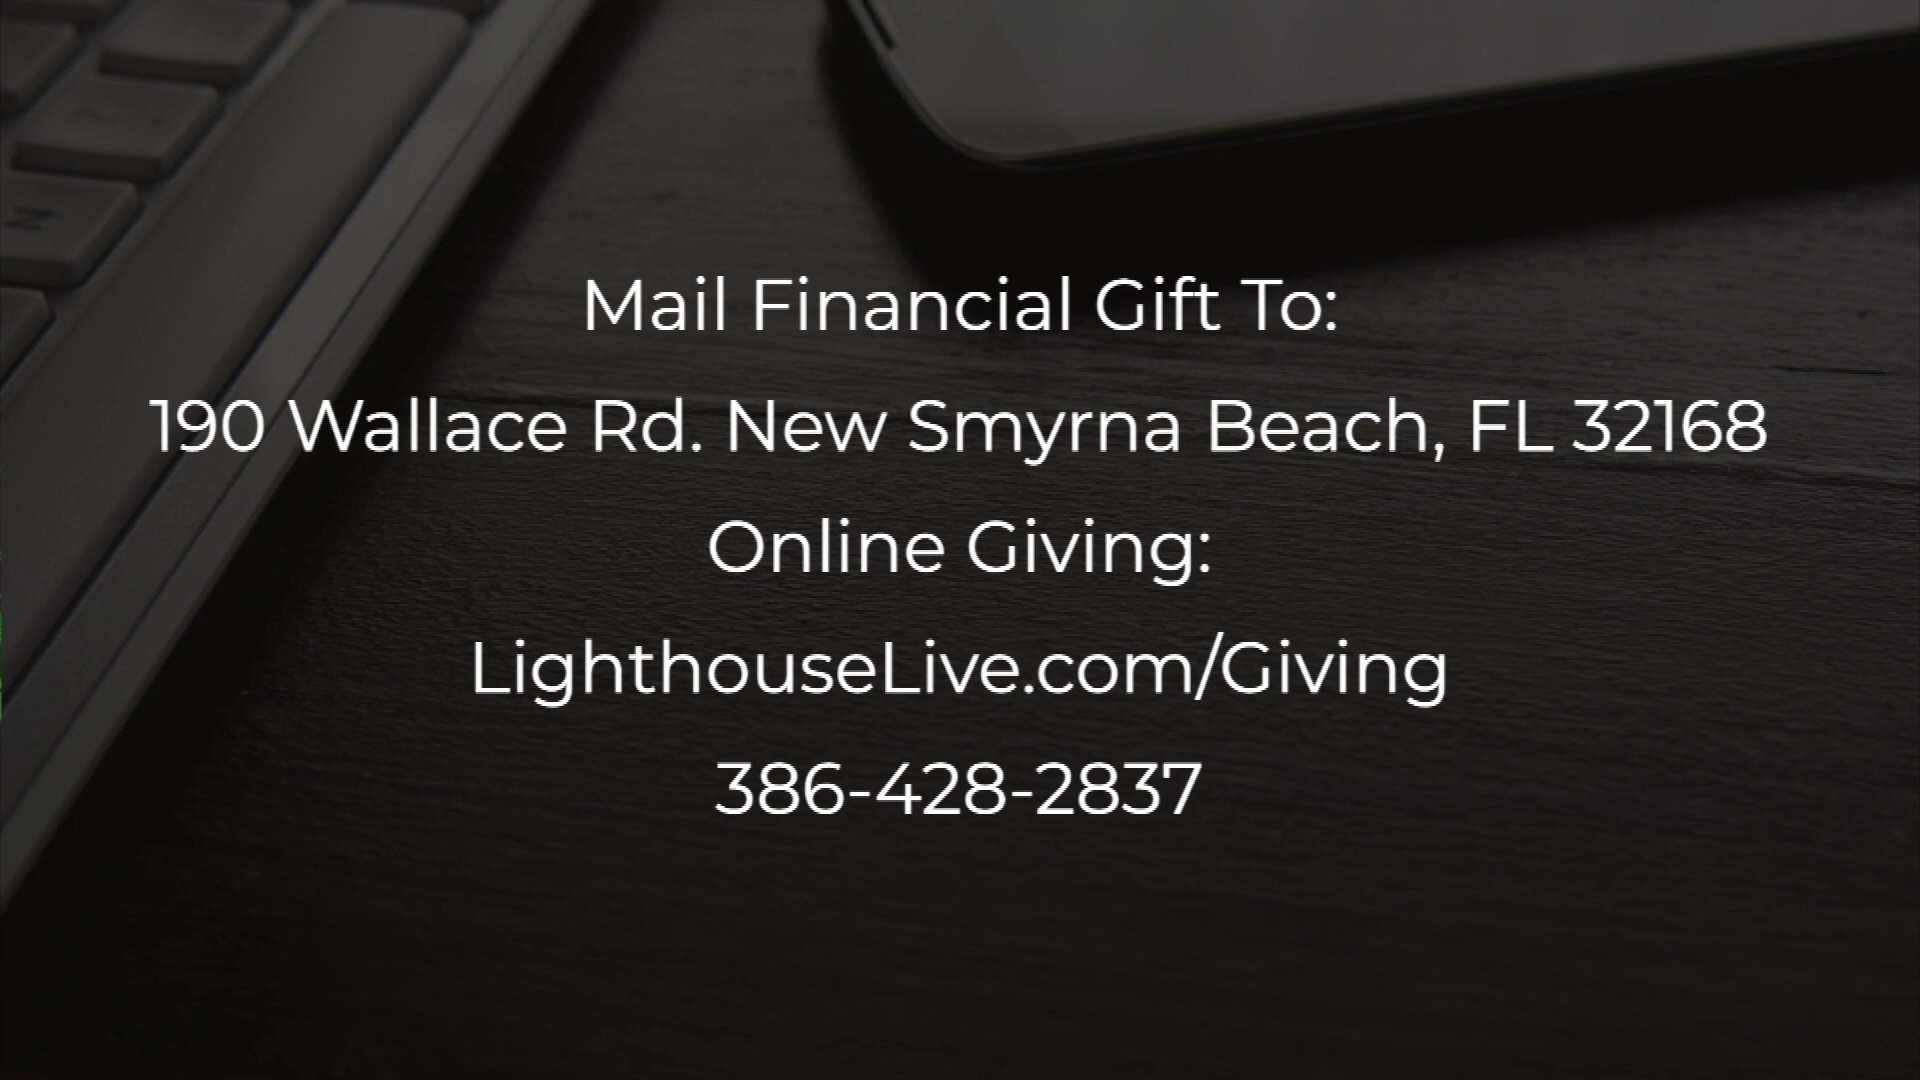 Mail Financial Gift To:
190 Wallace Rd. New Smyrna Beach, FL 32168
Online Giving:
LighthouseLive.com/Giving
386-428-2837
N